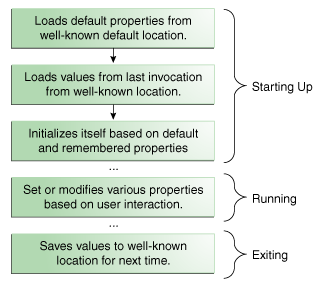 Loads default properties from
well-known default location.
Loads values from last invocation
from well-known location.
Starting Up
Initializes itself based on default
and remembered properties
...
Set or modifies various properties
based on user interaction.
Running
...
Saves values to well-known
location for next time.
Exiting